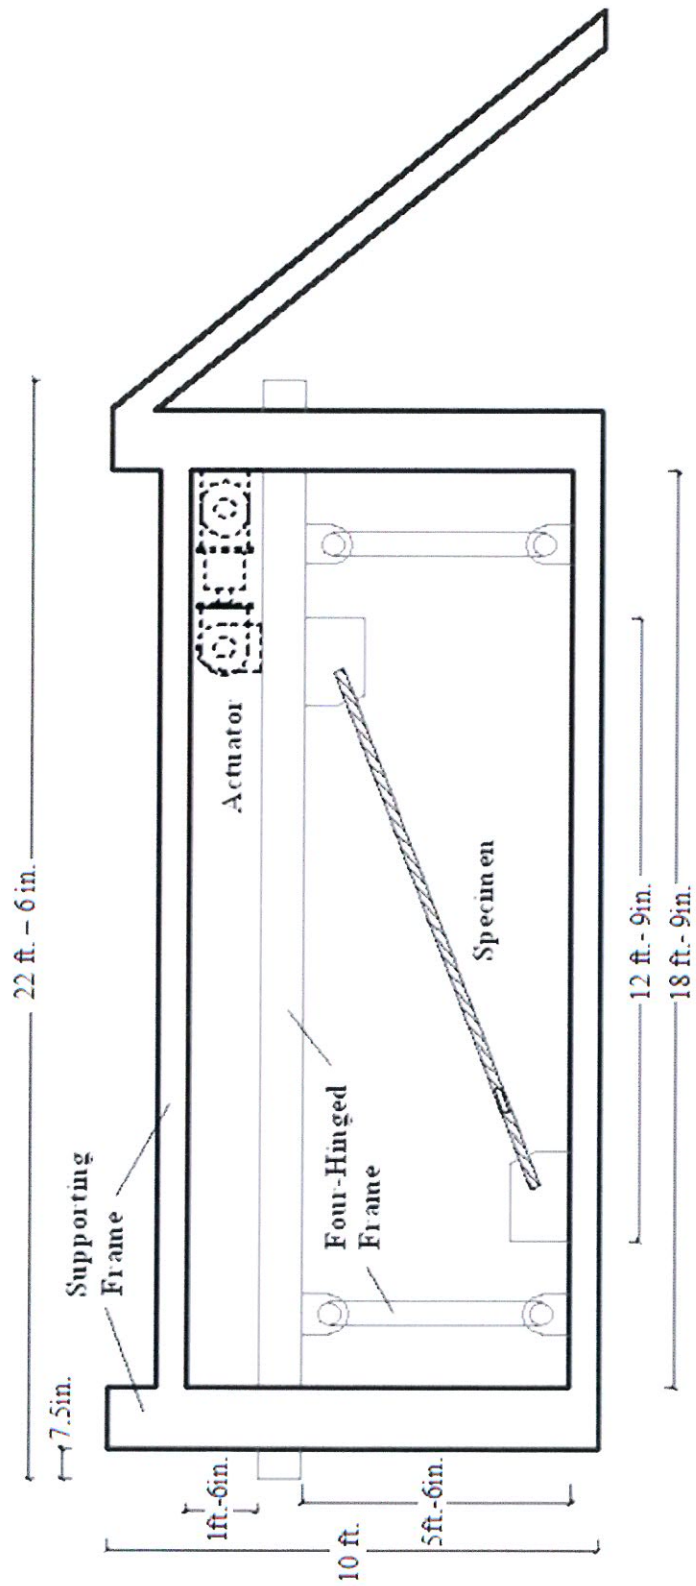 22 ft. – 6 in.
7.5in.
Supporting
Frame
Actuator
Four-Hinged
Frame
Specimen
1ft.-6in.
5ft.-6in.
10 ft.
12 ft.- 9in.
18 ft.- 9in.